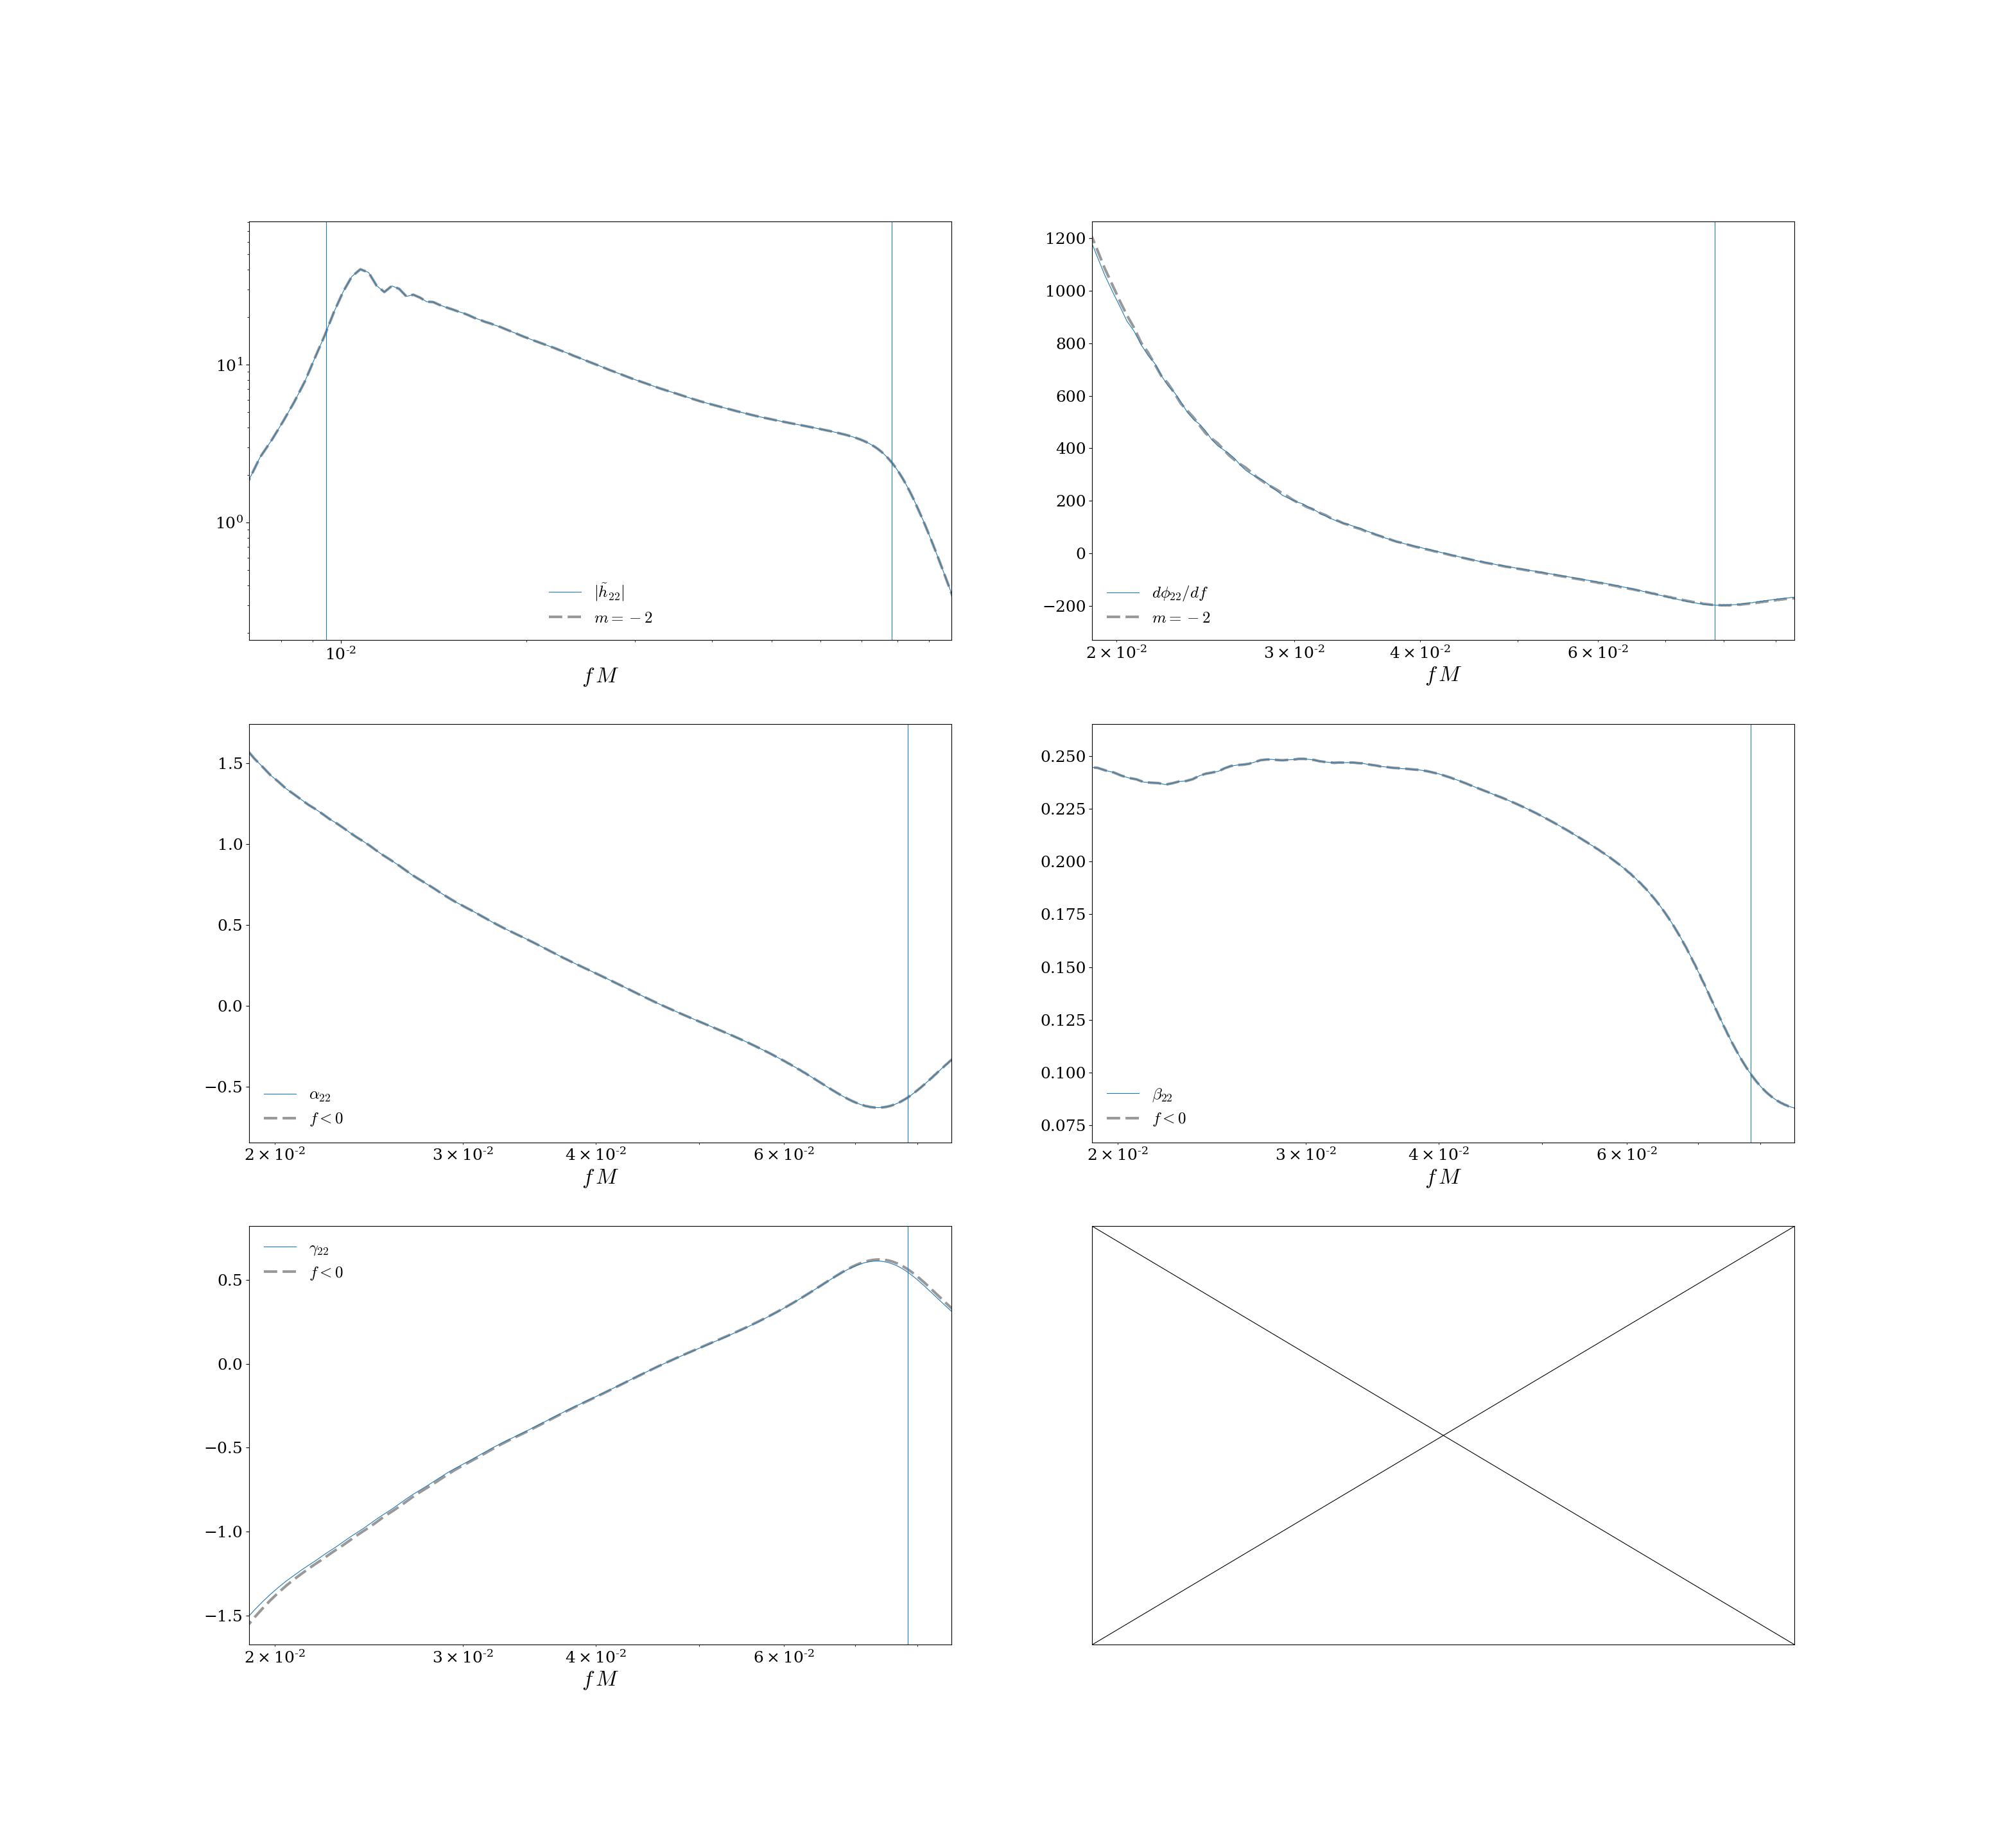 10¹
10⁰
|h̃₂₂|
m = −2
10⁻²
f M
1200
1000
800
600
400
200
0
−200
dϕ₂₂/df
m = −2
2 × 10⁻² 3 × 10⁻² 4 × 10⁻² 6 × 10⁻²
f M
1.5
1.0
0.5
0.0
−0.5
α₂₂
f < 0
2 × 10⁻² 3 × 10⁻² 4 × 10⁻² 6 × 10⁻²
f M
0.250
0.225
0.200
0.175
0.150
0.125
0.100
0.075
β₂₂
f < 0
2 × 10⁻² 3 × 10⁻² 4 × 10⁻² 6 × 10⁻²
f M
γ₂₂
f < 0
0.5
0.0
−0.5
−1.0
−1.5
2 × 10⁻² 3 × 10⁻² 4 × 10⁻² 6 × 10⁻²
f M